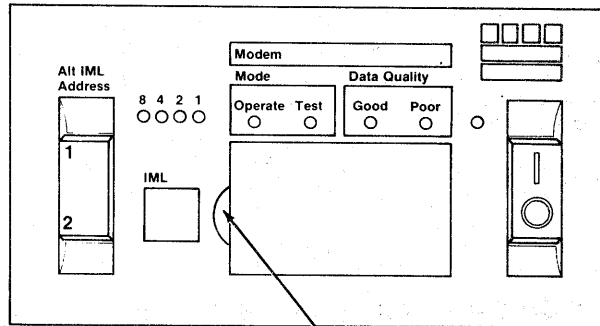 Modem
Alt IML
Address
Mode
Data Quality
8 4 2 1
Operate Test
Good Poor
1
IML
2